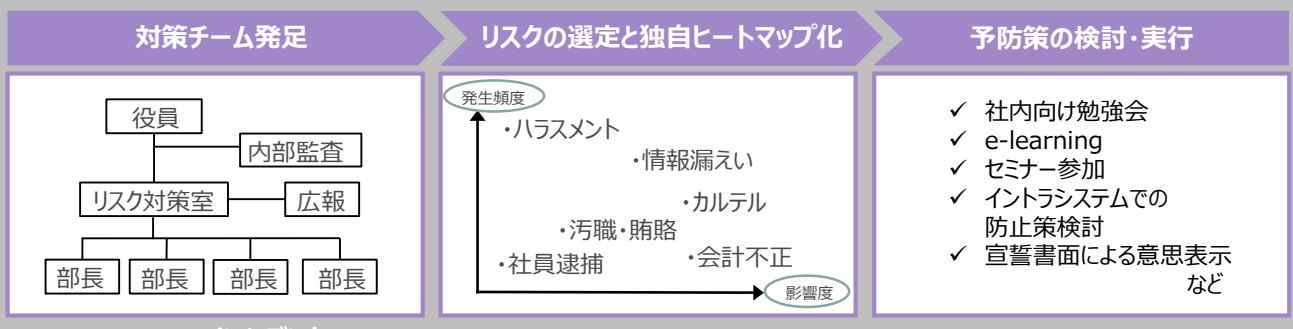 対策チーム発足
リスクの選定と独自ヒートマップ化
予防策の検討・実行
役員
内部監査
リスク対策室
広報
部長
部長
部長
部長
発生頻度
・ハラスメント
・情報漏えい
・カルテル
・汚職・賄賂
・社員逮捕
・会計不正
影響度
✓ 社内向け勉強会
✓ e-learning
✓ セミナー参加
✓ イントラシステムでの
防止策検討
✓ 宣誓書面による意思表示
など